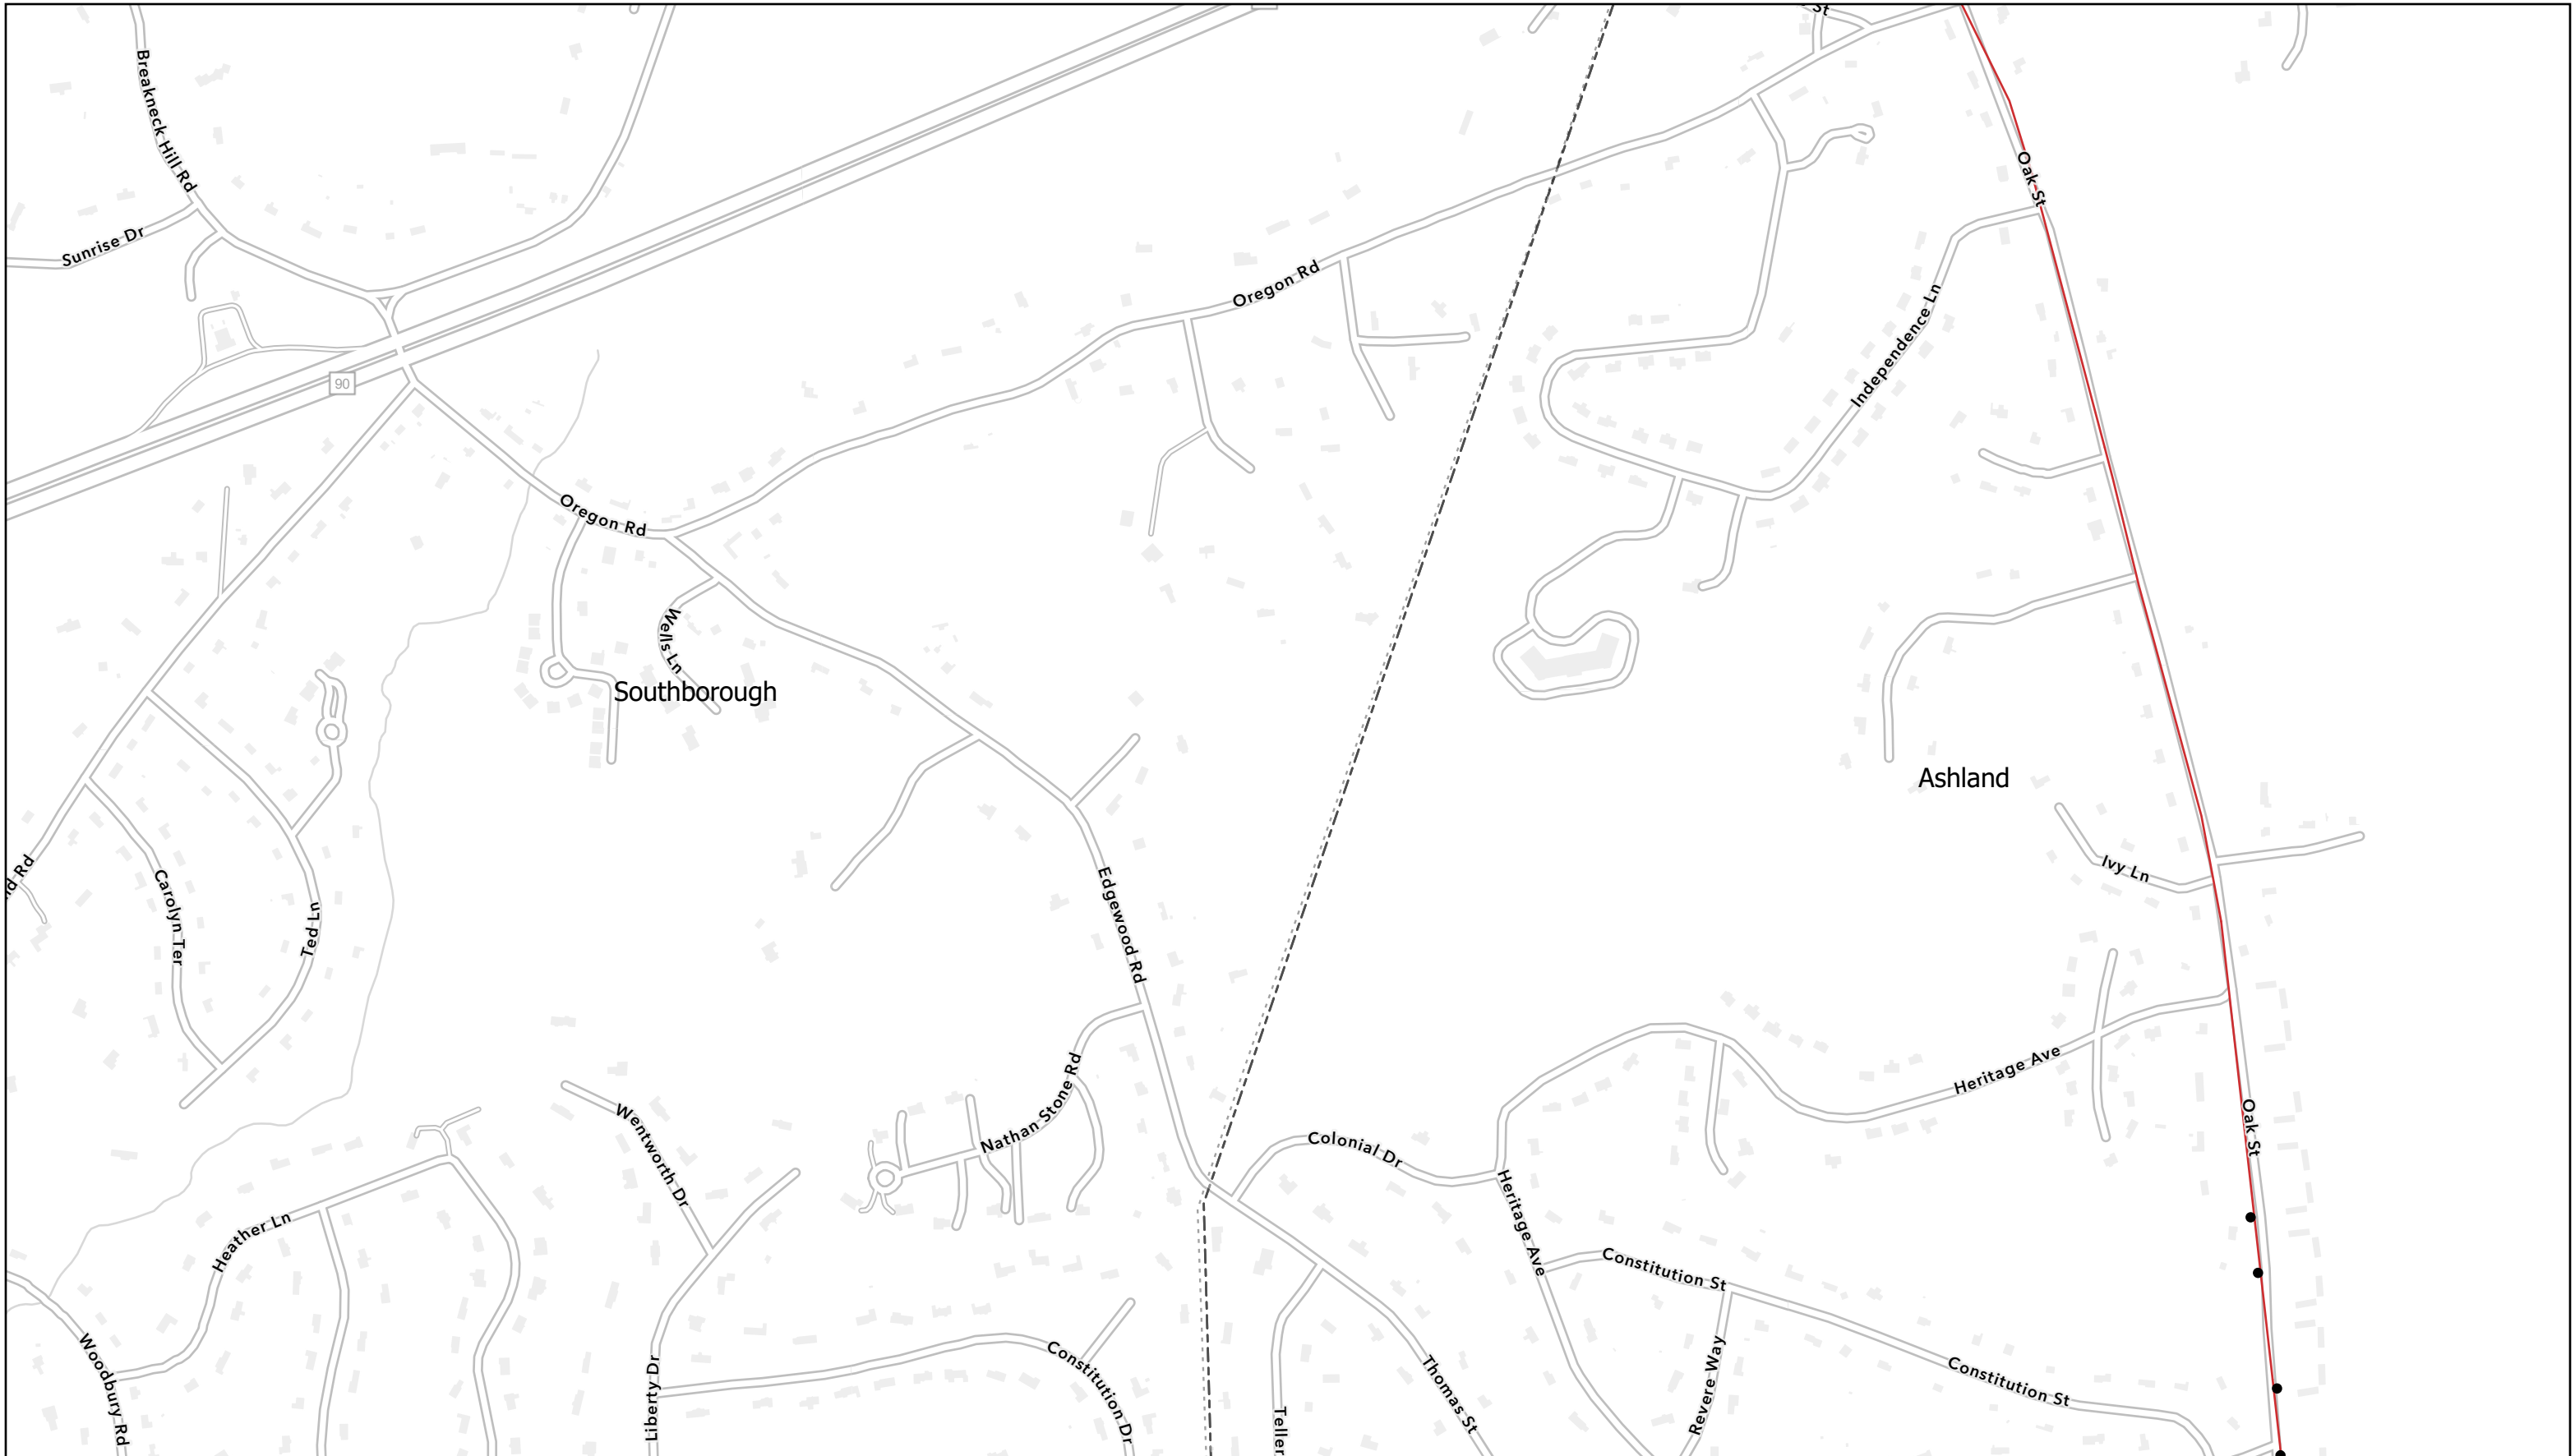 St
Breakneck Hill Rd
Oak St
Sunrise Dr
Oregon Rd
Independence Ln
90
Oregon Rd
Wells Ln
Southborough
Ashland
Ivy Ln
Rd
Carolyn Ter
Ted Ln
Edgewood Rd
Nathan Stone Rd
Heritage Ave
Wentworth Dr
Oak St
Colonial Dr
Heather Ln
Heritage Ave
Constitution St
Woodbury Rd
Liberty Dr
Constitution Dr
Teller
Thomas St
Revere Way
Constitution St